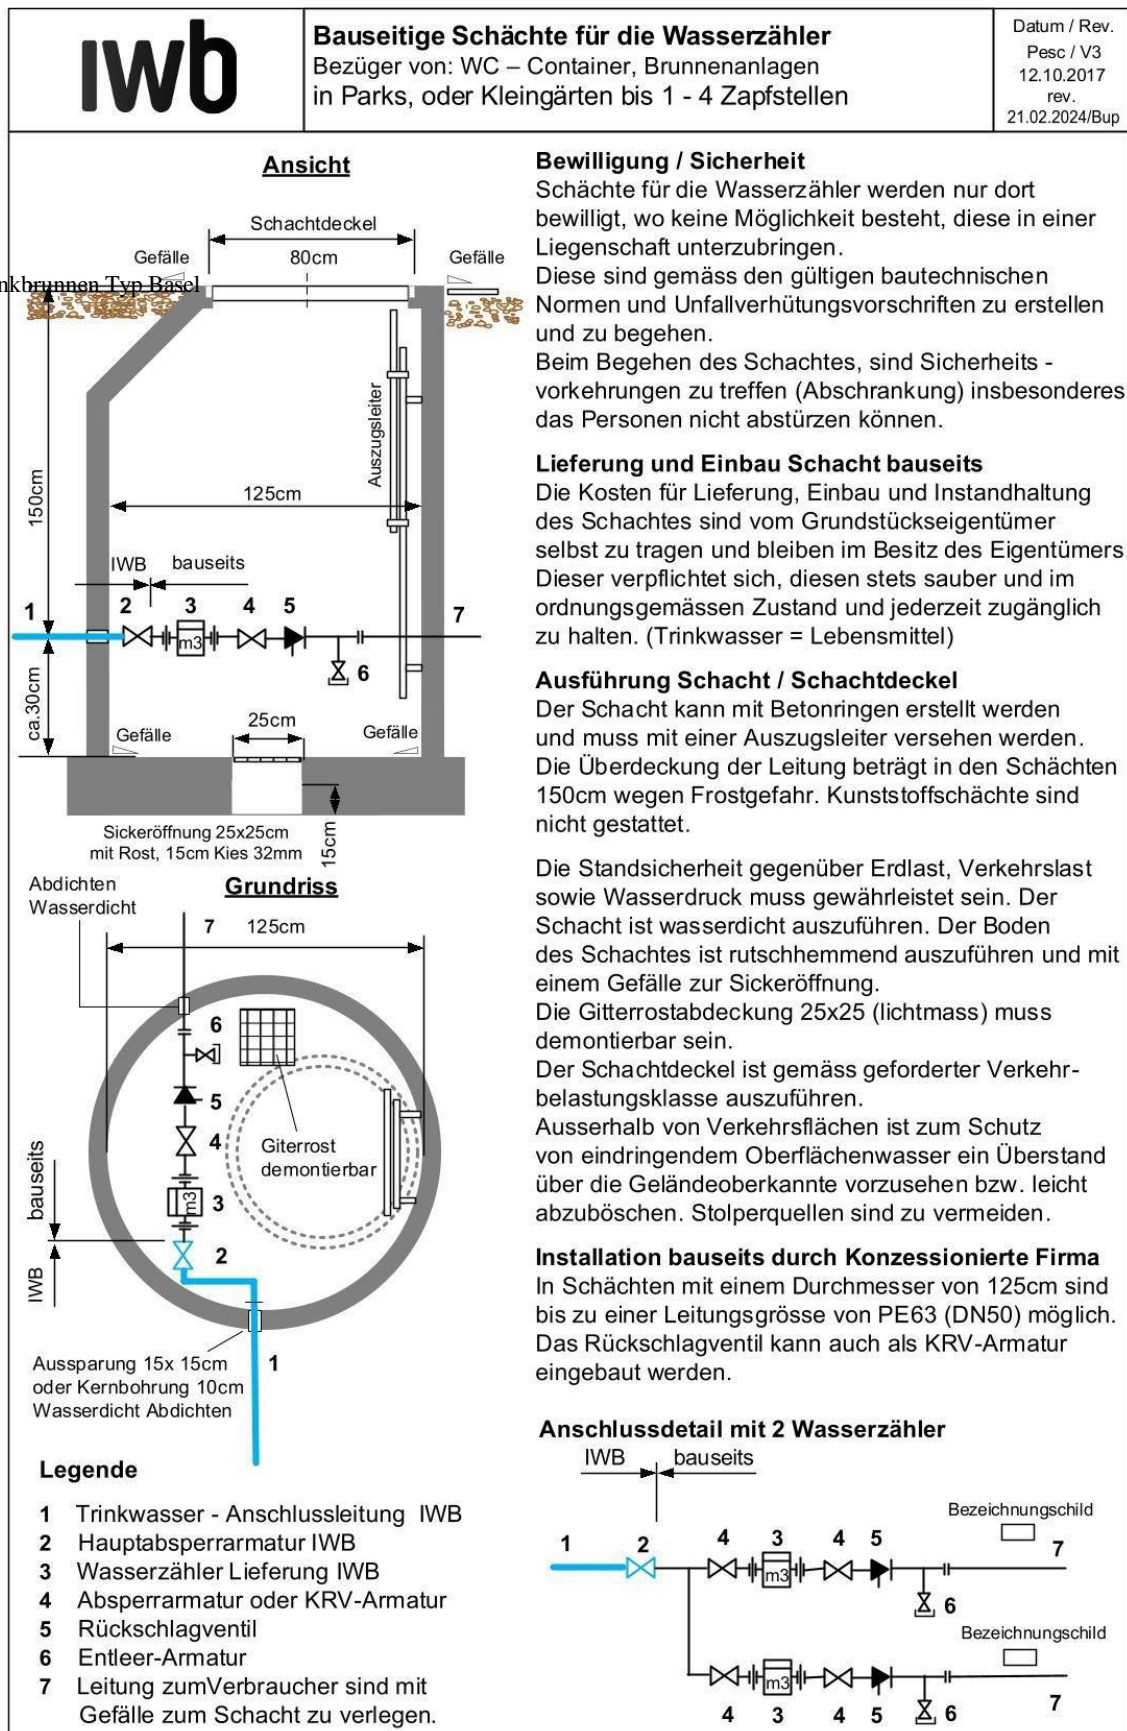 iwb
Bauseitige Schächte für die Wasserzähler
Bezüger von: WC – Container, Brunnenanlagen
in Parks, oder Kleingärten bis 1 - 4 Zapfstellen
Datum / Rev.
Pesc / V3
12.10.2017
rev.
21.02.2024/Bup
Ansicht
Schachtdeckel
Gefälle
80cm
Gefälle
nkbrunnen Typ Basel
Auszugsleiter
150cm
125cm
IWB
bauseits
1
2
3
4
5
7
m3
6
ca.30cm
25cm
Gefälle
Gefälle
Sickeröffnung 25x25cm
mit Rost, 15cm Kies 32mm
15cm
Abdichten
Wasserdicht
Grundriss
7
125cm
6
5
4
Giterrost
demontierbar
bauseits
m3
3
2
IWB
Aussparung 15x 15cm
oder Kernbohrung 10cm
Wasserdicht Abdichten
1
Legende
1 Trinkwasser - Anschlussleitung IWB
2 Hauptabsperrarmatur IWB
3 Wasserzähler Lieferung IWB
4 Absperrarmatur oder KRV-Armatur
5 Rückschlagventil
6 Entleer-Armatur
7 Leitung zumVerbraucher sind mit
Gefälle zum Schacht zu verlegen.
Bewilligung / Sicherheit
Schächte für die Wasserzähler werden nur dort
bewilligt, wo keine Möglichkeit besteht, diese in einer
Liegenschaft unterzubringen.
Diese sind gemäss den gültigen bautechnischen
Normen und Unfallverhütungsvorschriften zu erstellen
und zu begehen.
Beim Begehen des Schachtes, sind Sicherheits -
vorkehrungen zu treffen (Abschrankung) insbesonderes
das Personen nicht abstürzen können.
Lieferung und Einbau Schacht bauseits
Die Kosten für Lieferung, Einbau und Instandhaltung
des Schachtes sind vom Grundstückseigentümer
selbst zu tragen und bleiben im Besitz des Eigentümers.
Dieser verpflichtet sich, diesen stets sauber und im
ordnungsgemässen Zustand und jederzeit zugänglich
zu halten. (Trinkwasser = Lebensmittel)
Ausführung Schacht / Schachtdeckel
Der Schacht kann mit Betonringen erstellt werden
und muss mit einer Auszugsleiter versehen werden.
Die Überdeckung der Leitung beträgt in den Schächten
150cm wegen Frostgefahr. Kunststoffschächte sind
nicht gestattet.
Die Standsicherheit gegenüber Erdlast, Verkehrslast
sowie Wasserdruck muss gewährleistet sein. Der
Schacht ist wasserdicht auszuführen. Der Boden
des Schachtes ist rutschhemmend auszuführen und mit
einem Gefälle zur Sickeröffnung.
Die Gitterrostabdeckung 25x25 (lichtmass) muss
demontierbar sein.
Der Schachtdeckel ist gemäss geforderter Verkehr-
belastungsklasse auszuführen.
Ausserhalb von Verkehrsflächen ist zum Schutz
von eindringendem Oberflächenwasser ein Überstand
über die Geländeoberkannte vorzusehen bzw. leicht
abzuböschen. Stolperquellen sind zu vermeiden.
Installation bauseits durch Konzessionierte Firma
In Schächten mit einem Durchmesser von 125cm sind
bis zu einer Leitungsgrösse von PE63 (DN50) möglich.
Das Rückschlagventil kann auch als KRV-Armatur
eingebaut werden.
Anschlussdetail mit 2 Wasserzähler
IWB
bauseits
Bezeichnungschild
1
2
4
3
4
5
7
m3
6
Bezeichnungschild
m3
4
3
4
5
6
7